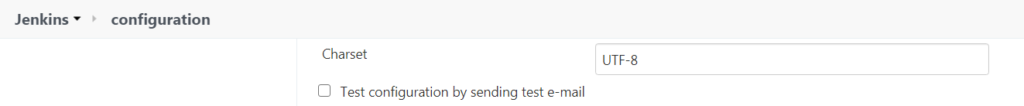 Jenkins configuration
Charset UTF-8
Test configuration by sending test e-mail